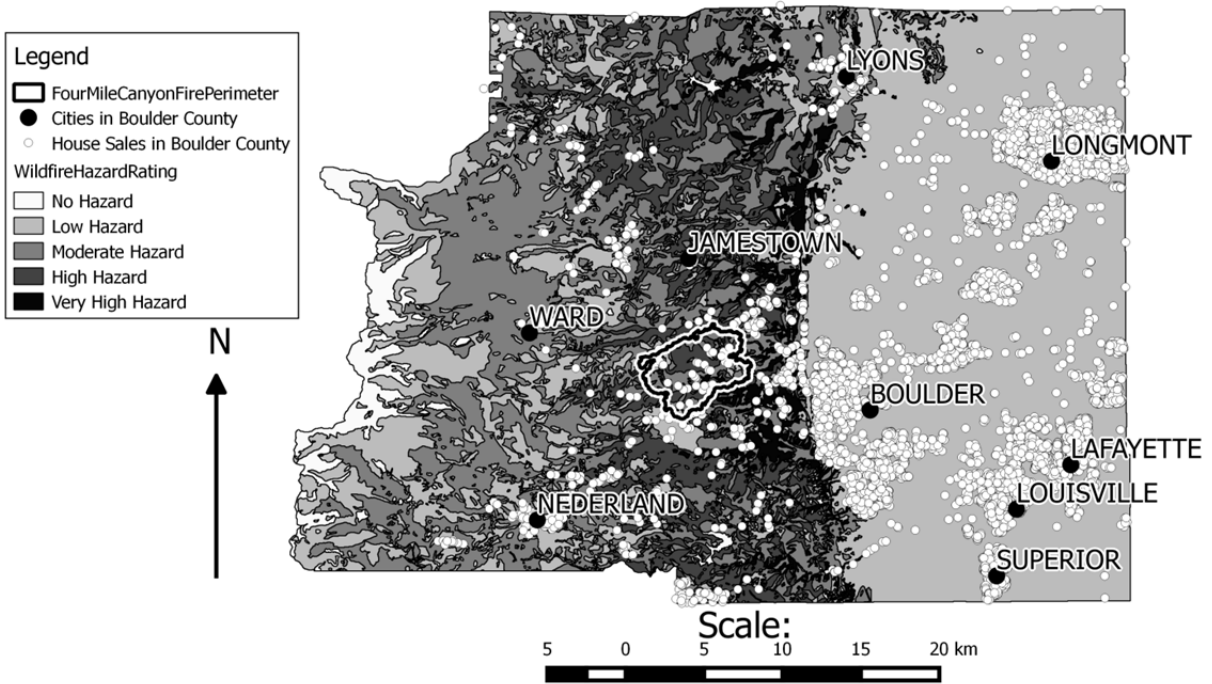 Legend
FourMileCanyonFirePerimeter
Cities in Boulder County
House Sales in Boulder County
WildfireHazardRating
No Hazard
Low Hazard
Moderate Hazard
High Hazard
Very High Hazard
N
LYONS
LONGMONT
JAMESTOWN
WARD
BOULDER
LAFAYETTE
LOUISVILLE
NEDERLAND
SUPERIOR
Scale:
5 0 5 10 15 20 km